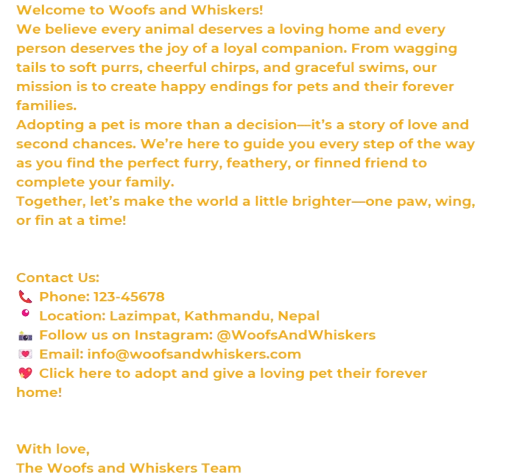 Welcome to Woofs and Whiskers!
We believe every animal deserves a loving home and every
person deserves the joy of a loyal companion. From wagging
tails to soft purrs, cheerful chirps, and graceful swims, our
mission is to create happy endings for pets and their forever
families.
Adopting a pet is more than a decision—it’s a story of love and
second chances. We’re here to guide you every step of the way
as you find the perfect furry, feathery, or finned friend to
complete your family.
Together, let’s make the world a little brighter—one paw, wing,
or fin at a time!
Contact Us:
📞 Phone: 123-45678
📍 Location: Lazimpat, Kathmandu, Nepal
📸 Follow us on Instagram: @WoofsAndWhiskers
💌 Email: info@woofsandwhiskers.com
💖 Click here to adopt and give a loving pet their forever
home!
With love,
The Woofs and Whiskers Team